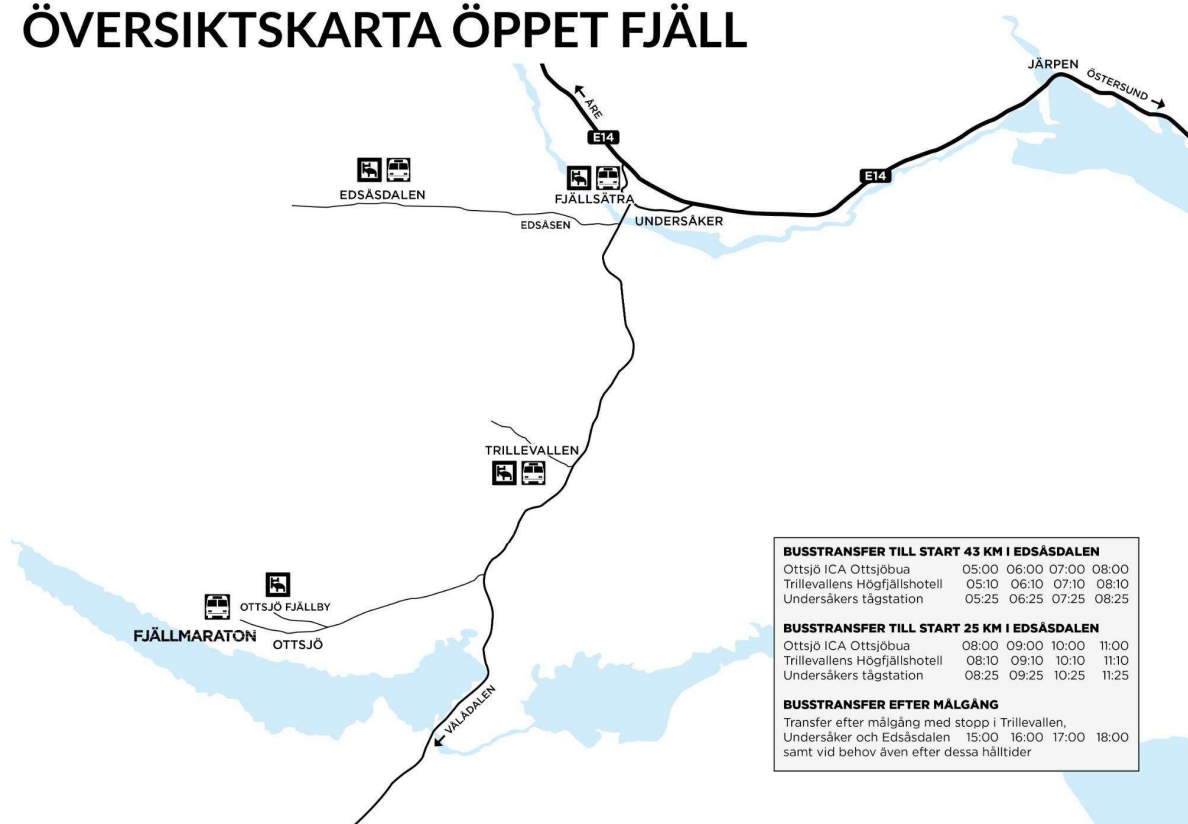 ÖVERSIKTSKARTA ÖPPET FJÄLL
JÄRPEN
ÖSTERSUND
ÅRE
E14
E14
EDSÅSDALEN
FJÄLLSÄTRA
EDSÅSEN
UNDERSÅKER
TRILLEVALLEN
OTTSJÖ FJÄLLBY
FJÄLLMARATON
OTTSJÖ
VÅLÅDALEN
BUSSTRANSFER TILL START 43 KM I EDSÅSDALEN
Ottsjö ICA Ottsjöbua 05:00 06:00 07:00 08:00
Trillevallens Högfjällshotell 05:10 06:10 07:10 08:10
Undersåkers tågstation 05:25 06:25 07:25 08:25
BUSSTRANSFER TILL START 25 KM I EDSÅSDALEN
Ottsjö ICA Ottsjöbua 08:00 09:00 10:00 11:00
Trillevallens Högfjällshotell 08:10 09:10 10:10 11:10
Undersåkers tågstation 08:25 09:25 10:25 11:25
BUSSTRANSFER EFTER MÅLGÅNG
Transfer efter målgång med stopp i Trillevallen,
Undersåker och Edsåsdalen 15:00 16:00 17:00 18:00
samt vid behov även efter dessa hålltider